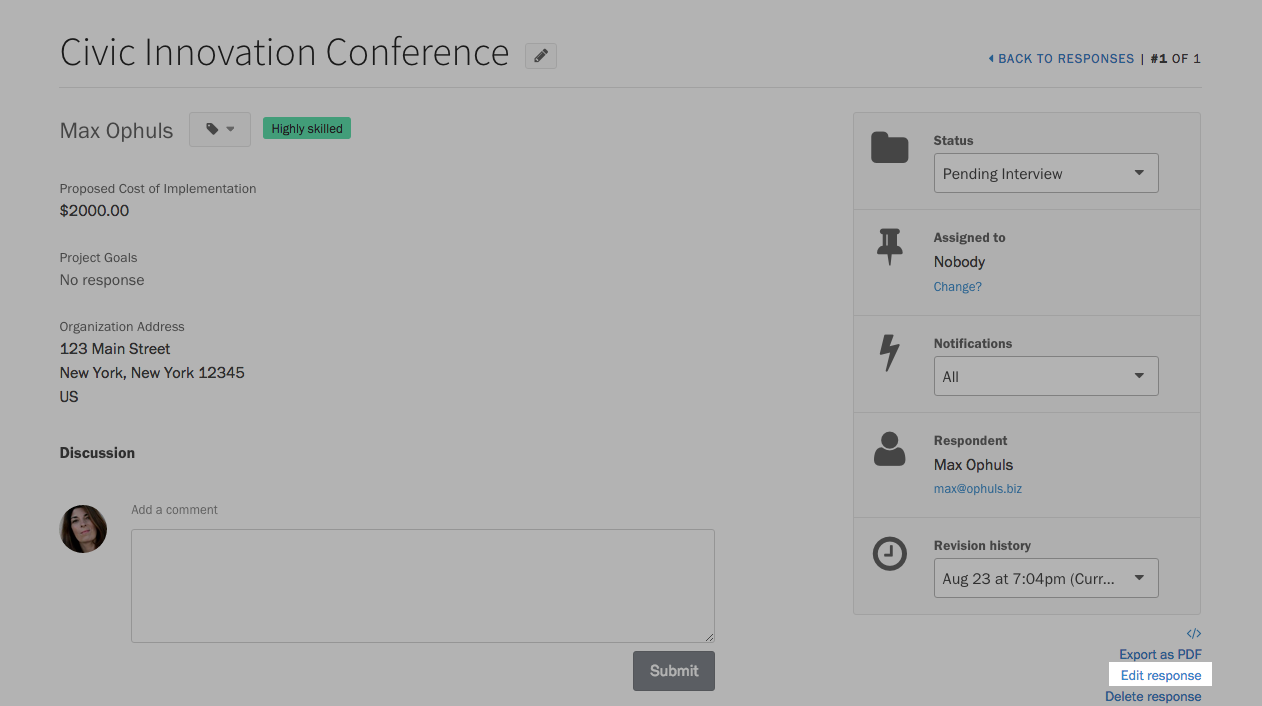 Civic Innovation Conference
BACK TO RESPONSES | #1 OF 1
Max Ophuls
Highly skilled
Proposed Cost of Implementation
$2000.00
Project Goals
No response
Organization Address
123 Main Street
New York, New York 12345
US
Discussion
Add a comment
Submit
Status
Pending Interview
Assigned to
Nobody
Change?
Notifications
All
Respondent
Max Ophuls
max@ophuls.biz
Revision history
Aug 23 at 7:04pm (Curr...
</>
Export as PDF
Edit response
Delete response